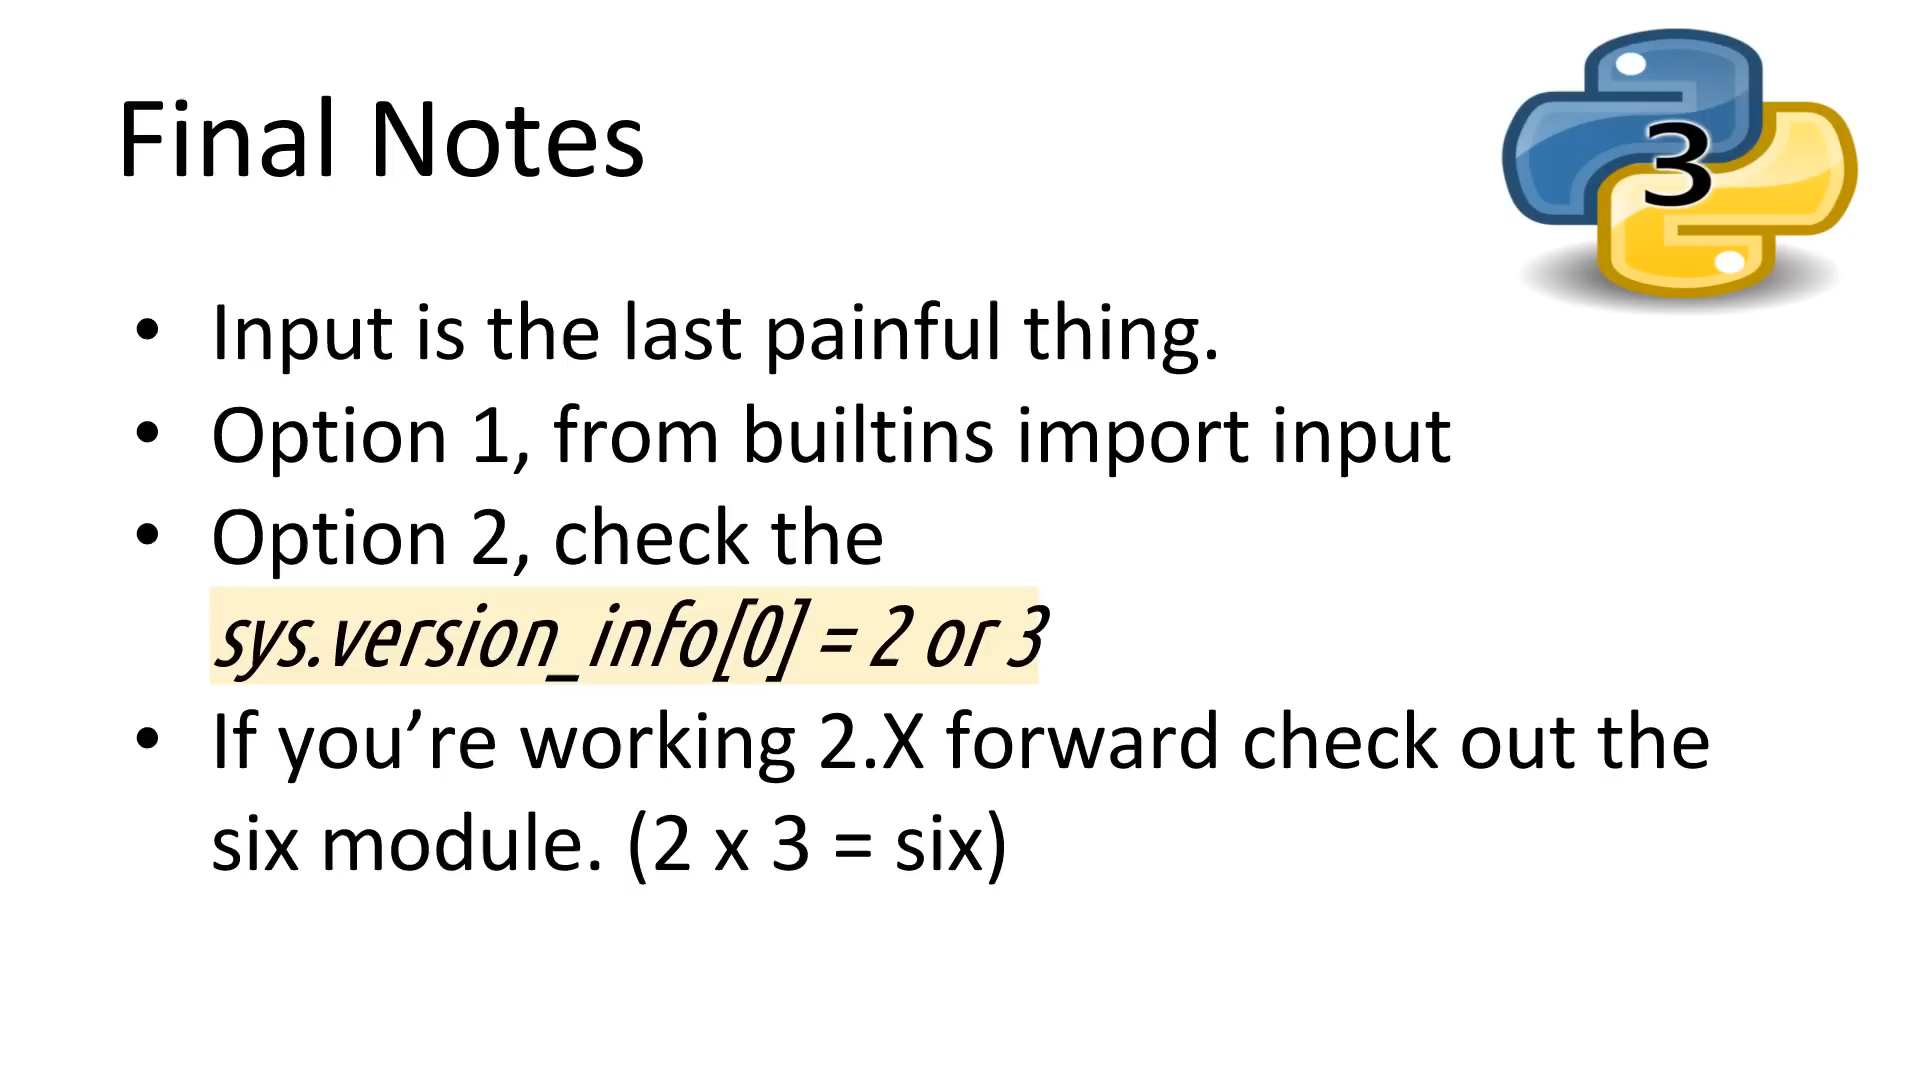 Final Notes
3
• Input is the last painful thing.
• Option 1, from builtins import input
• Option 2, check the
sys.version_info[0] = 2 or 3
• If you’re working 2.X forward check out the
six module. (2 x 3 = six)